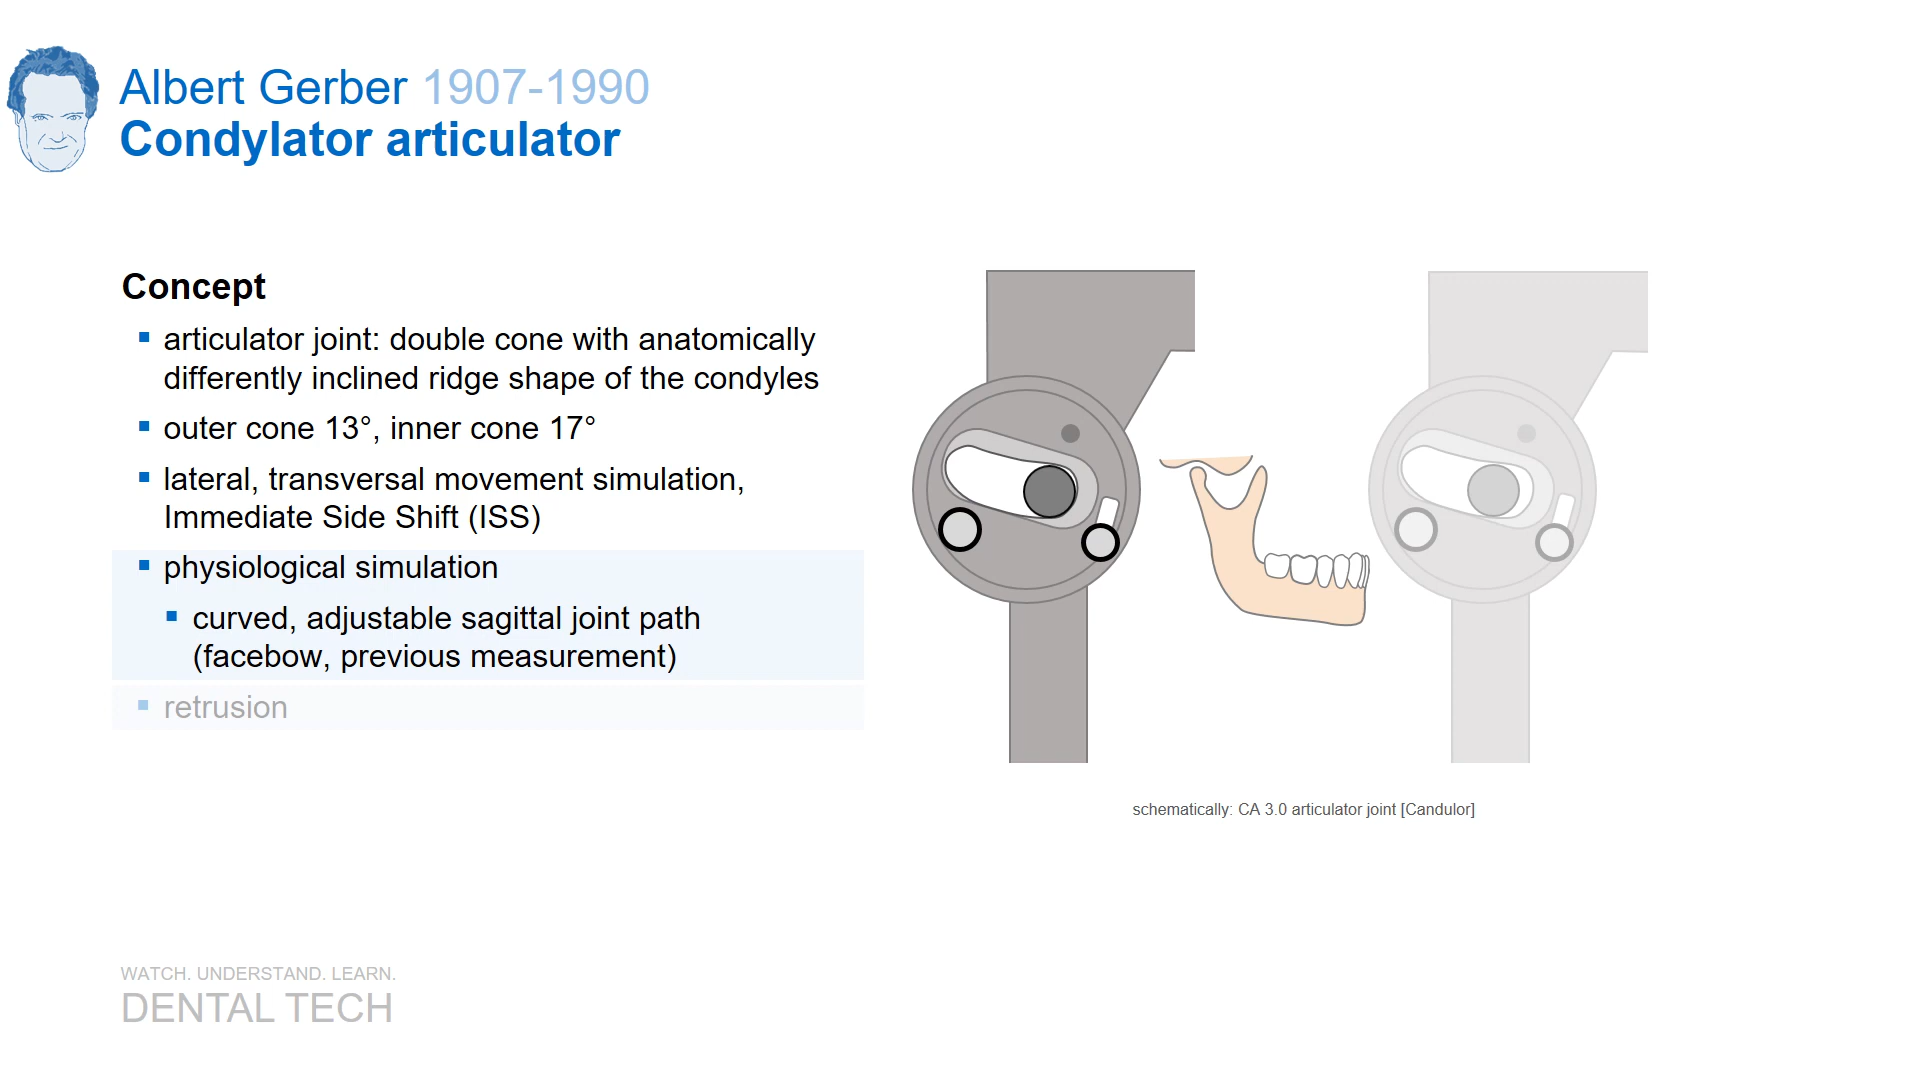 Albert Gerber 1907-1990
Condylator articulator
Concept
articulator joint: double cone with anatomically
differently inclined ridge shape of the condyles
outer cone 13°, inner cone 17°
lateral, transversal movement simulation,
Immediate Side Shift (ISS)
physiological simulation
curved, adjustable sagittal joint path
(facebow, previous measurement)
retrusion
schematically: CA 3.0 articulator joint [Candulor]
WATCH. UNDERSTAND. LEARN.
DENTAL TECH